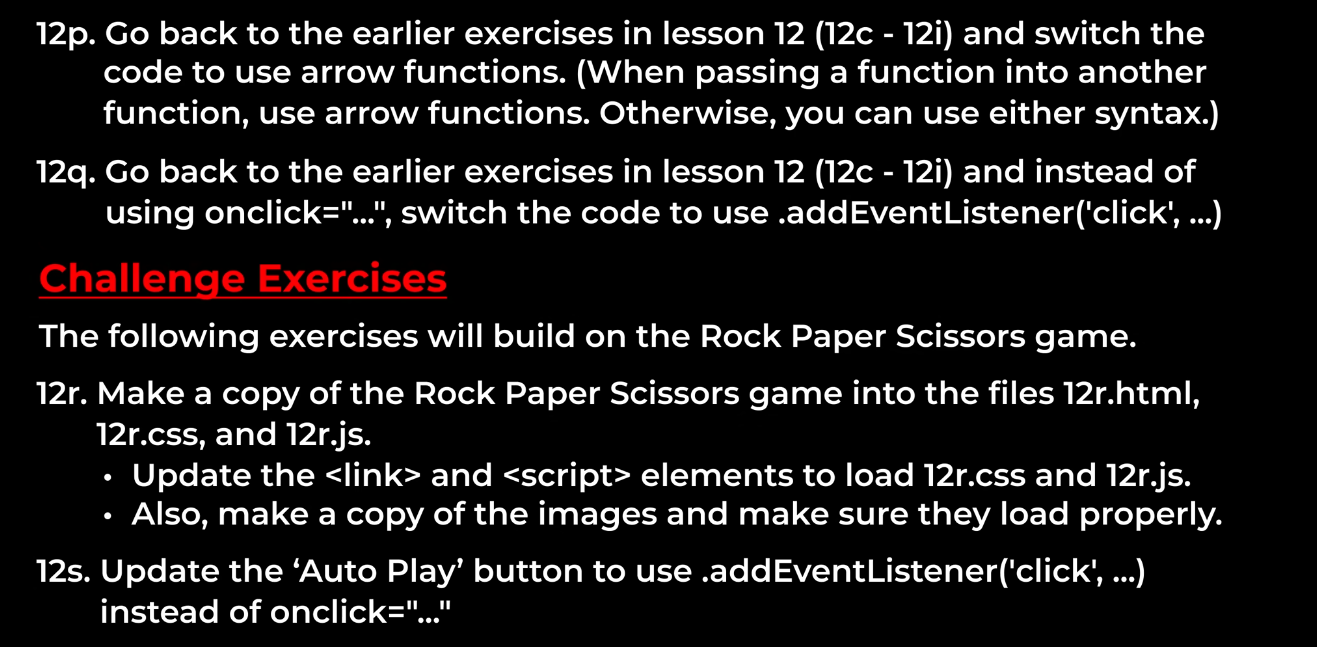 12p. Go back to the earlier exercises in lesson 12 (12c - 12i) and switch the
code to use arrow functions. (When passing a function into another
function, use arrow functions. Otherwise, you can use either syntax.)
12q. Go back to the earlier exercises in lesson 12 (12c - 12i) and instead of
using onclick="...", switch the code to use .addEventListener('click', ...)
Challenge Exercises
The following exercises will build on the Rock Paper Scissors game.
12r. Make a copy of the Rock Paper Scissors game into the files 12r.html,
12r.css, and 12r.js.
• Update the <link> and <script> elements to load 12r.css and 12r.js.
• Also, make a copy of the images and make sure they load properly.
12s. Update the ‘Auto Play’ button to use .addEventListener('click', ...)
instead of onclick="..."